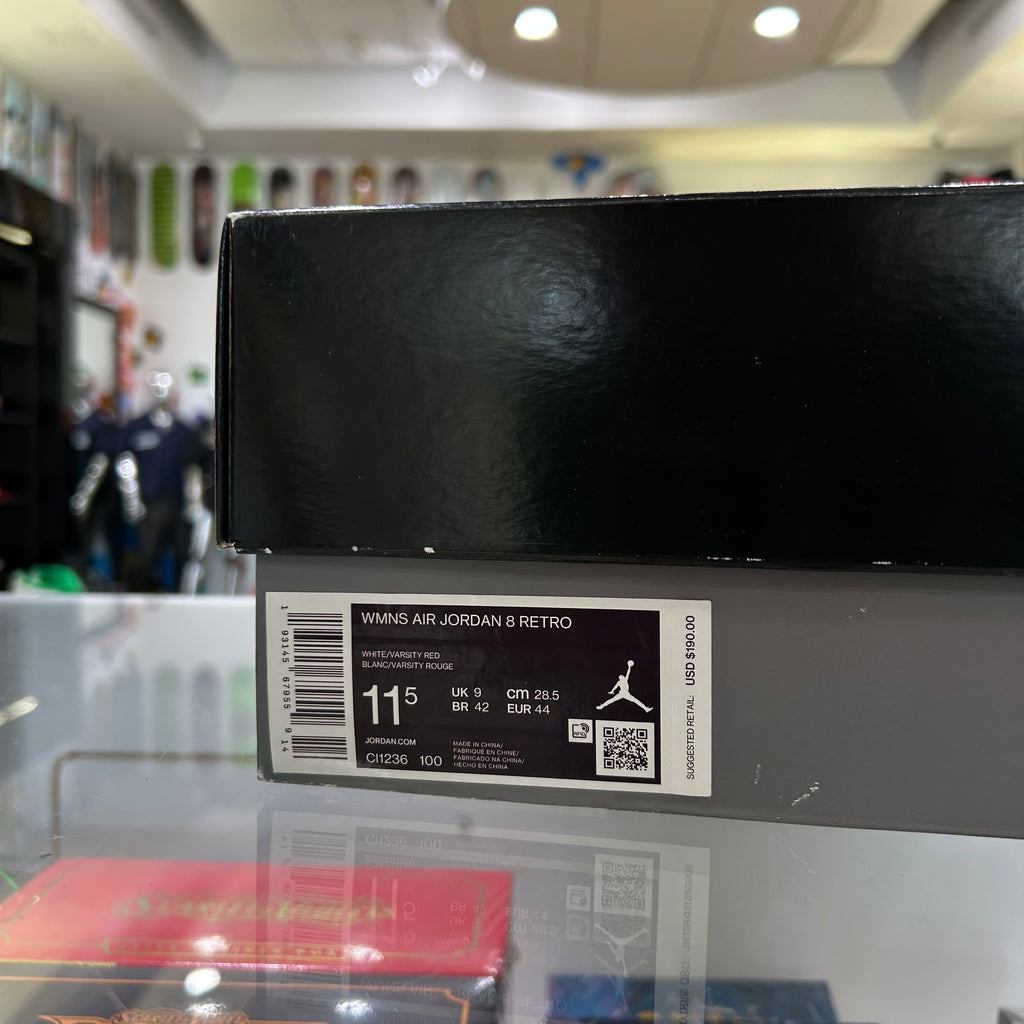 WMNS AIR JORDAN 8 RETRO
WHITE/VARSITY RED
BLANC/VARSITY ROUGE
11 5
UK 9 cm 28.5
BR 42 EUR 44
JORDAN.COM
CI1236 100
MADE IN CHINA/
FABRIQUE EN CHINE/
FABRICADO NA CHINA/
HECHO EN CHINA
RFID
1 93145 67955 9 14
SUGGESTED RETAIL: USD $190.00